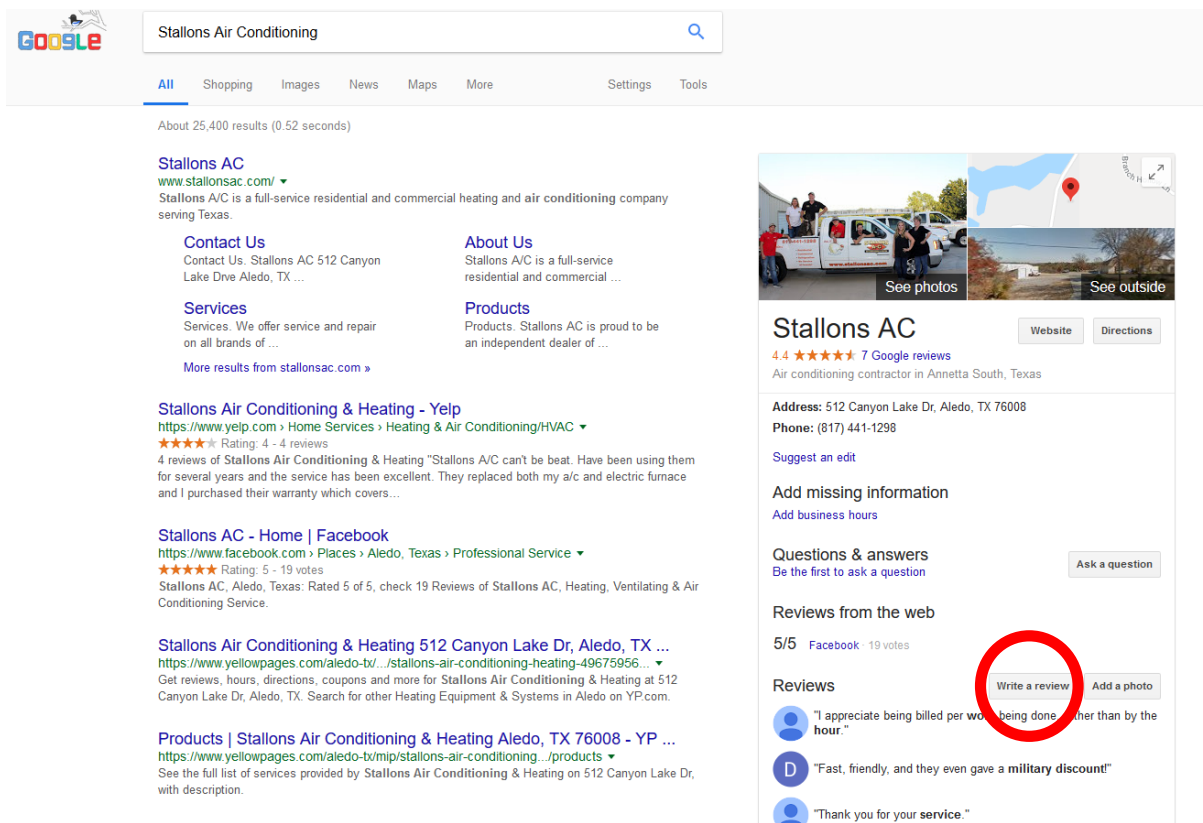 Google
Stallons Air Conditioning
All Shopping Images News Maps More Settings Tools
About 25,400 results (0.52 seconds)
Stallons AC
www.stallonsac.com/
Stallons A/C is a full-service residential and commercial heating and air conditioning company
serving Texas.
Contact Us
Contact Us. Stallons AC 512 Canyon
Lake Drve Aledo, TX ...
About Us
Stallons A/C is a full-service
residential and commercial ...
Services
Services. We offer service and repair
on all brands of ...
Products
Products. Stallons AC is proud to be
an independent dealer of ...
More results from stallonsac.com »
Stallons Air Conditioning & Heating - Yelp
https://www.yelp.com › Home Services › Heating & Air Conditioning/HVAC
Rating: 4 - 4 reviews
4 reviews of Stallons Air Conditioning & Heating "Stallons A/C can't be beat. Have been using them
for several years and the service has been excellent. They replaced both my a/c and electric furnace
and I purchased their warranty which covers...
Stallons AC - Home | Facebook
https://www.facebook.com › Places › Aledo, Texas › Professional Service
Rating: 5 - 19 votes
Stallons AC, Aledo, Texas: Rated 5 of 5, check 19 Reviews of Stallons AC, Heating, Ventilating & Air
Conditioning Service.
Stallons Air Conditioning & Heating 512 Canyon Lake Dr, Aledo, TX ...
https://www.yellowpages.com/aledo-tx/.../stallons-air-conditioning-heating-49675956...
Get reviews, hours, directions, coupons and more for Stallons Air Conditioning & Heating at 512
Canyon Lake Dr, Aledo, TX. Search for other Heating Equipment & Systems in Aledo on YP.com.
Products | Stallons Air Conditioning & Heating Aledo, TX 76008 - YP ...
https://www.yellowpages.com/aledo-tx/mip/stallons-air-conditioning.../products
See the full list of services provided by Stallons Air Conditioning & Heating on 512 Canyon Lake Dr,
with description.
Branch
www.stallonsac.com
See photos
See outside
Stallons AC
Website
Directions
4.4 7 Google reviews
Air conditioning contractor in Annetta South, Texas
Address: 512 Canyon Lake Dr, Aledo, TX 76008
Phone: (817) 441-1298
Suggest an edit
Add missing information
Add business hours
Questions & answers
Be the first to ask a question
Ask a question
Reviews from the web
5/5 Facebook · 19 votes
Reviews
Write a review
Add a photo
"I appreciate being billed per being done, than by the
hour."
D
"Fast, friendly, and they even gave a military discount!"
"Thank you for your service."